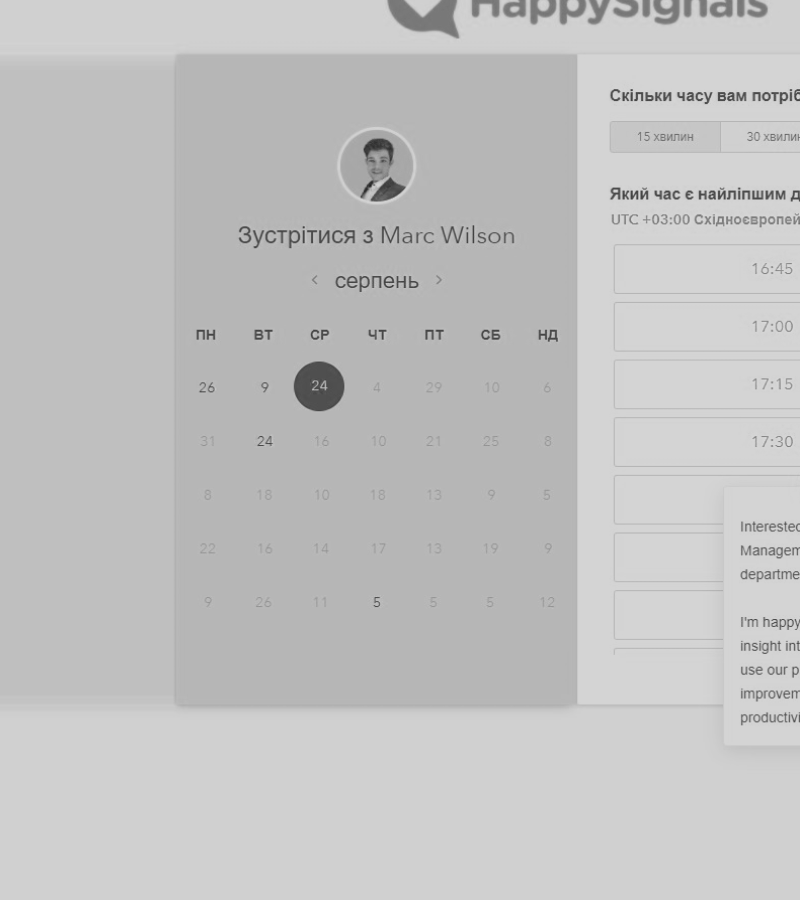 HappySignals
Зустрітися з Marc Wilson
< серпень >
ПН ВТ СР ЧТ ПТ СБ НД
26 9 24 4 29 10 6
31 24 16 10 21 25 8
8 18 10 18 13 9 5
22 16 14 17 13 19 9
9 26 11 5 5 5 12
Скільки часу вам потріб
15 хвилин 30 хвилин
Який час є найліпшим д
UTC +03:00 Східноєвропей
16:45
17:00
17:15
17:30
Interested
Managem
departme
I'm happy
insight int
use our p
improvem
productivi